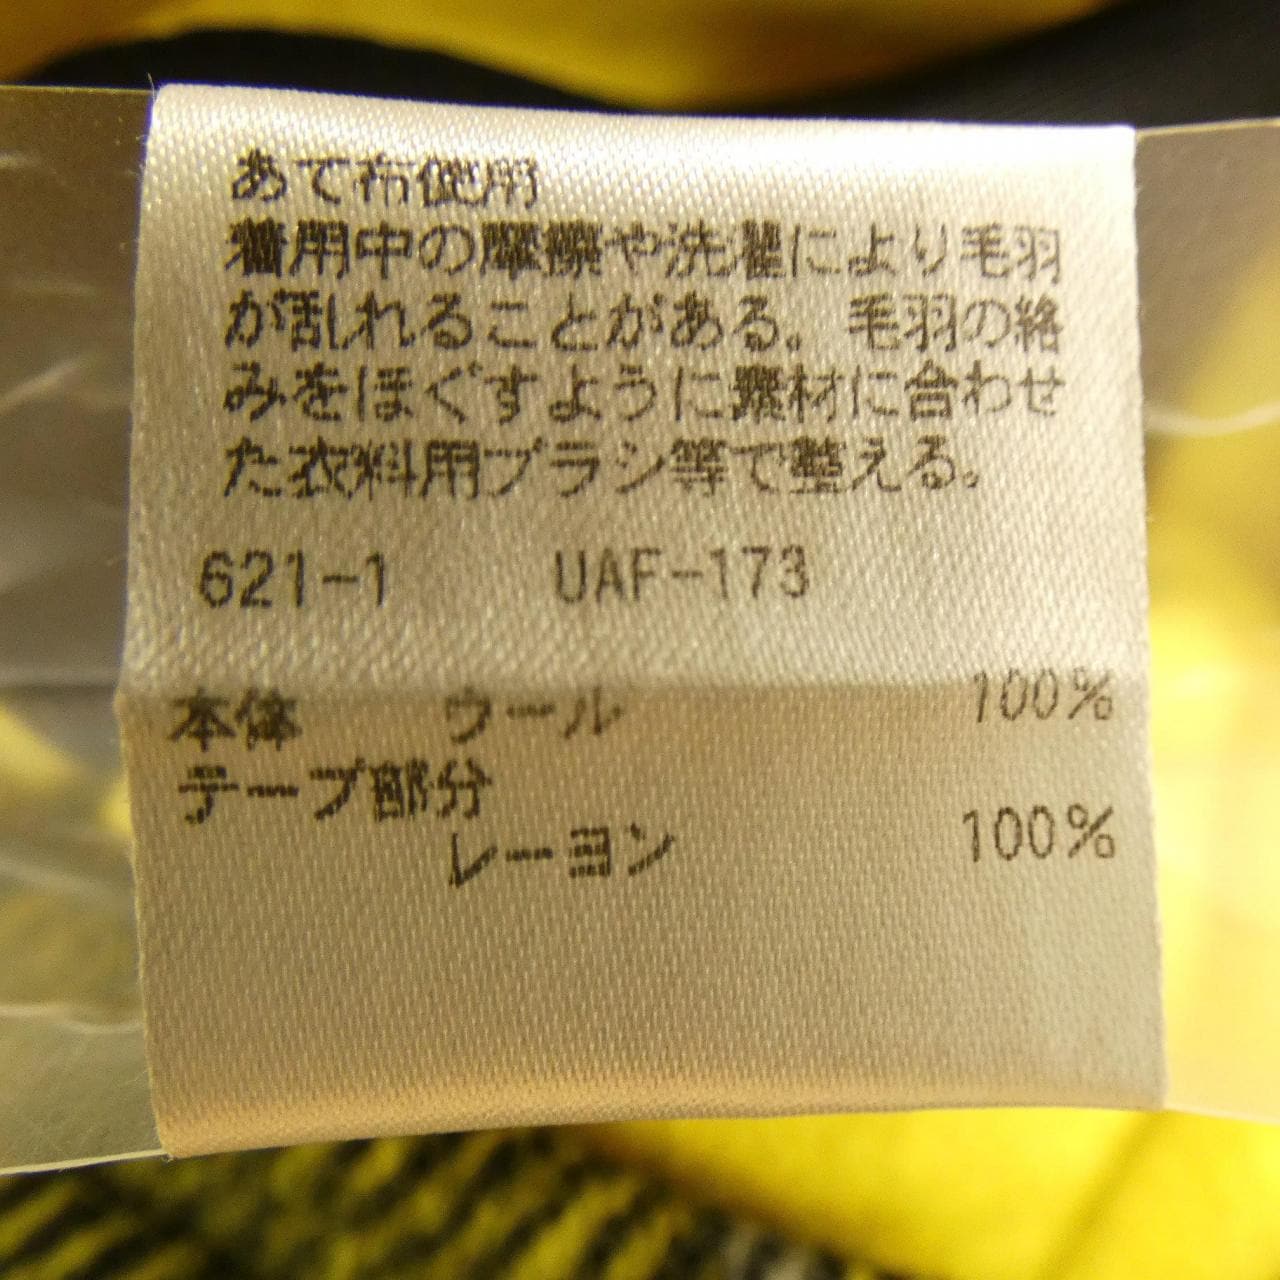 あて布使用
着用中の摩擦や洗濯により毛羽
が乱れることがある。毛羽の絡
みをほぐすように素材に合わせ
た衣料用ブラシ等で整える。
621-1 UAF-173
本体 ウール 100%
テープ部分
レーヨン 100%